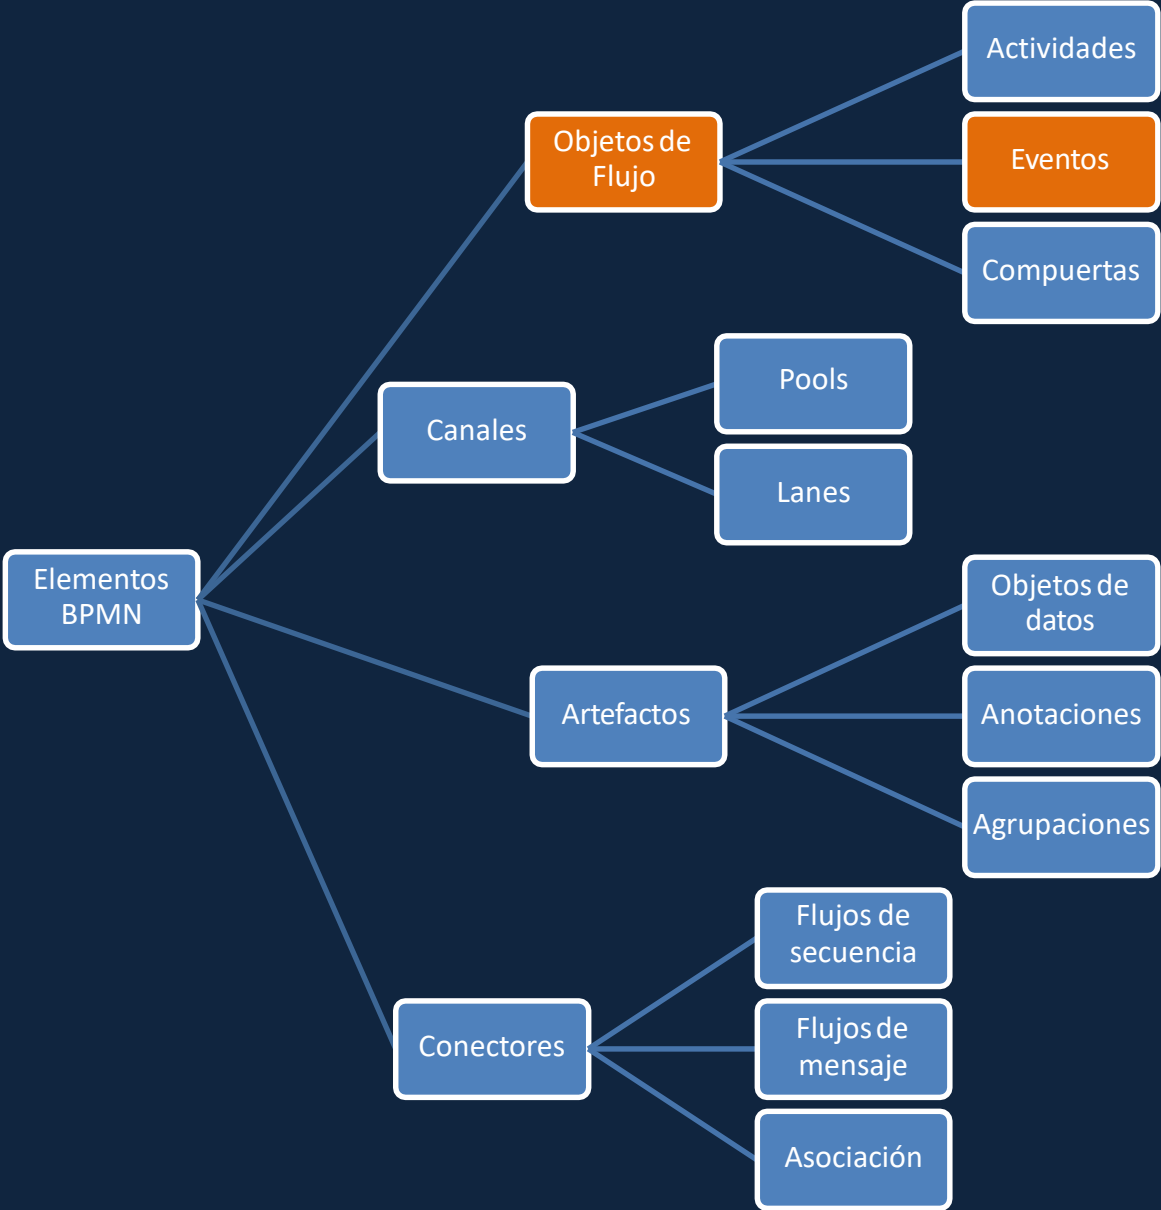 Elementos
BPMN
Objetos de
Flujo
Actividades
Eventos
Compuertas
Canales
Pools
Lanes
Artefactos
Objetos de
datos
Anotaciones
Agrupaciones
Conectores
Flujos de
secuencia
Flujos de
mensaje
Asociación